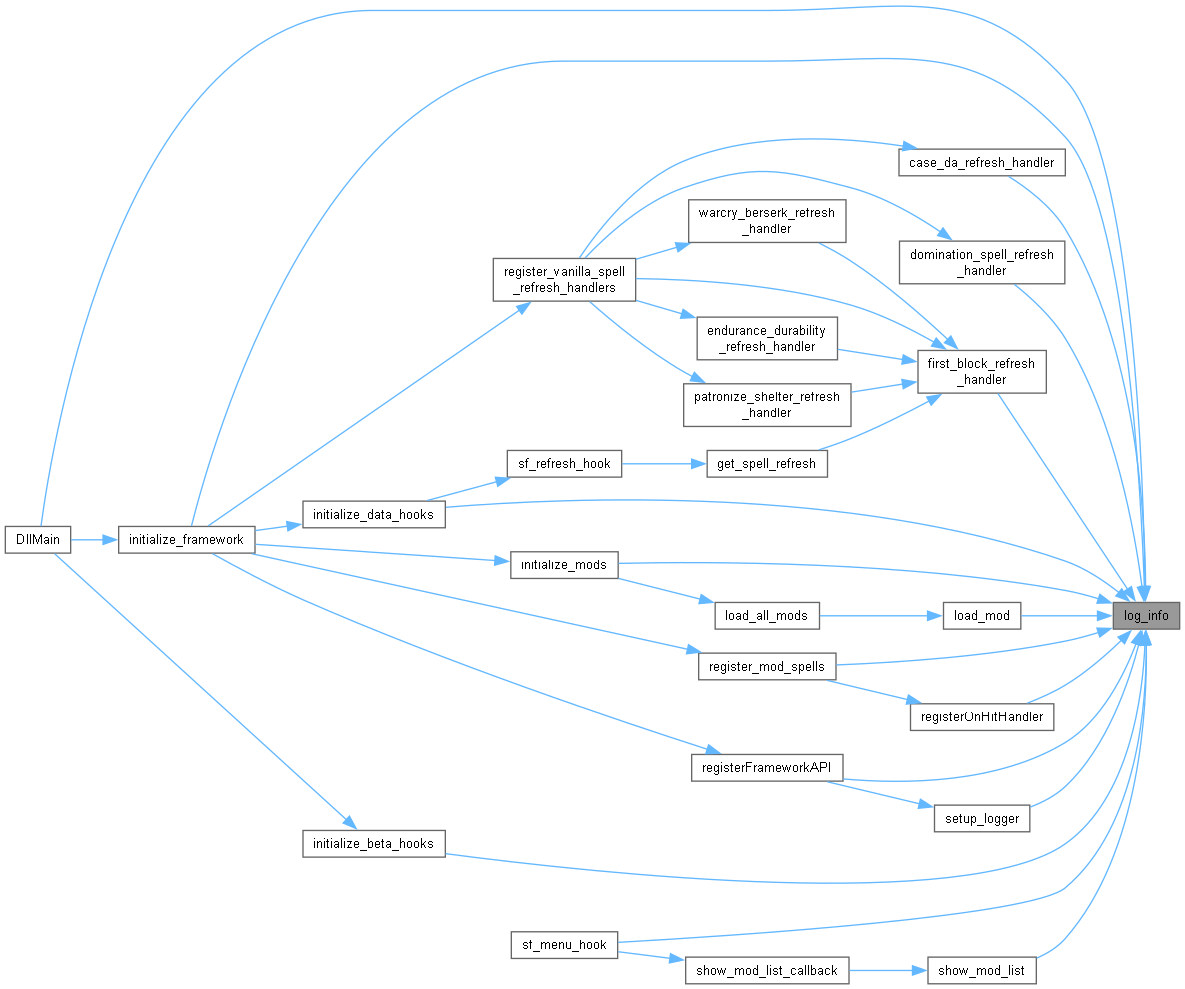 case_da_refresh_handler
warcry_berserk_refresh
_handler
domination_spell_refresh
_handler
register_vanilla_spell
_refresh_handlers
endurance_durability
_refresh_handler
first_block_refresh
_handler
patronize_shelter_refresh
_handler
sf_refresh_hook
get_spell_refresh
initialize_data_hooks
DllMain
initialize_framework
initialize_mods
load_all_mods
load_mod
log_info
register_mod_spells
registerOnHitHandler
registerFrameworkAPI
setup_logger
initialize_beta_hooks
sf_menu_hook
show_mod_list_callback
show_mod_list